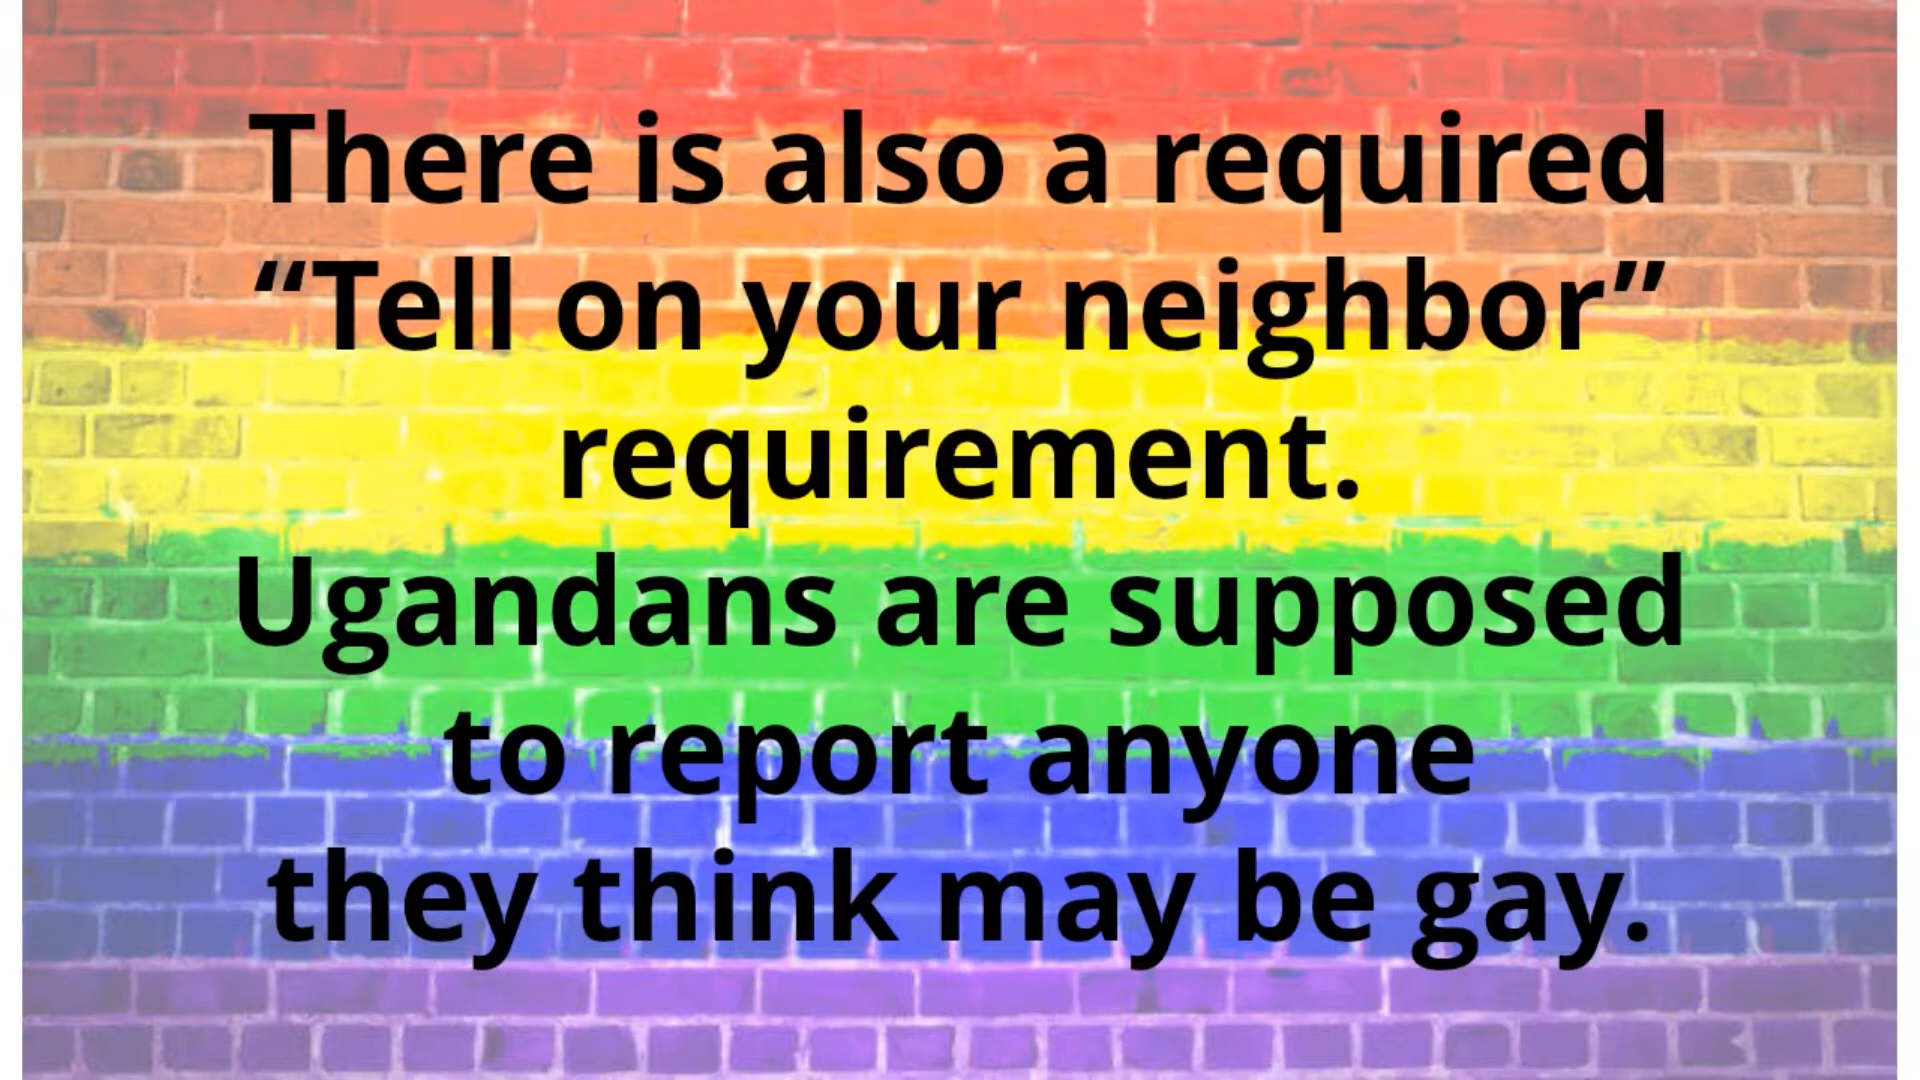 There is also a required
“Tell on your neighbor”
requirement.
Ugandans are supposed
to report anyone
they think may be gay.